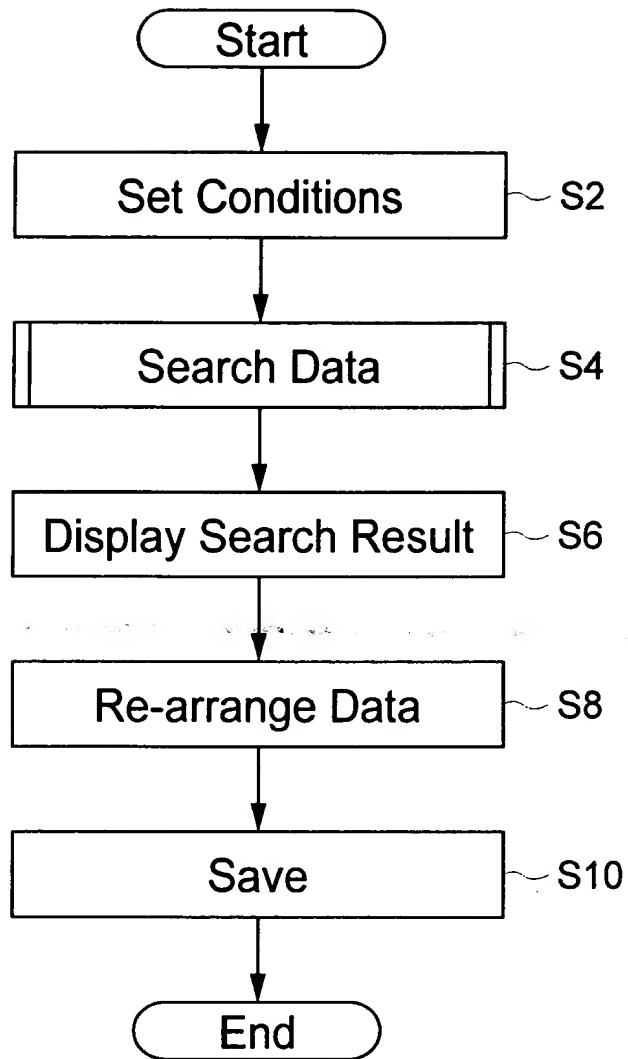 Start
Set Conditions S2
Search Data S4
Display Search Result S6
Re-arrange Data S8
Save S10
End